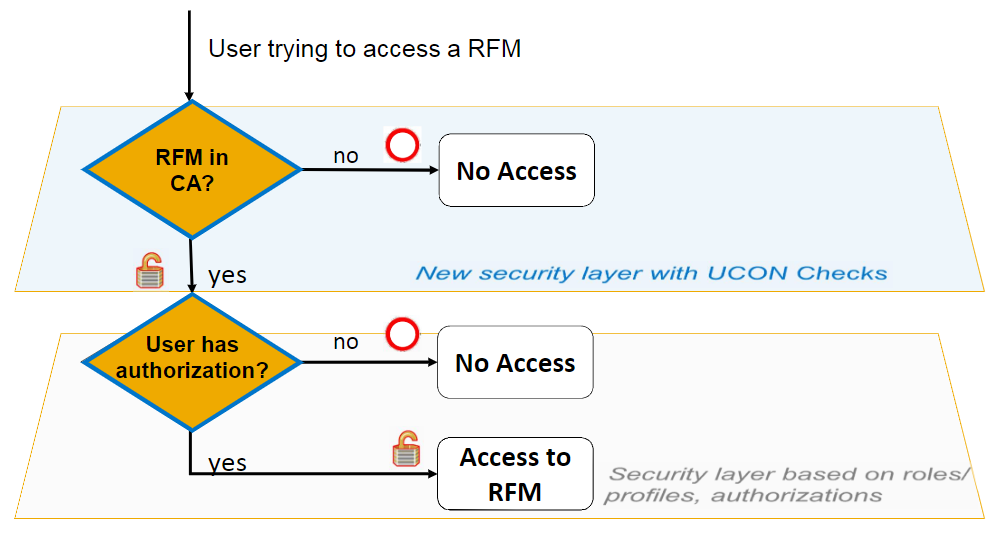 User trying to access a RFM
RFM in
CA?
no
No Access
yes
New security layer with UCON Checks
User has
authorization?
no
No Access
yes
Access to
RFM
Security layer based on roles/
profiles, authorizations